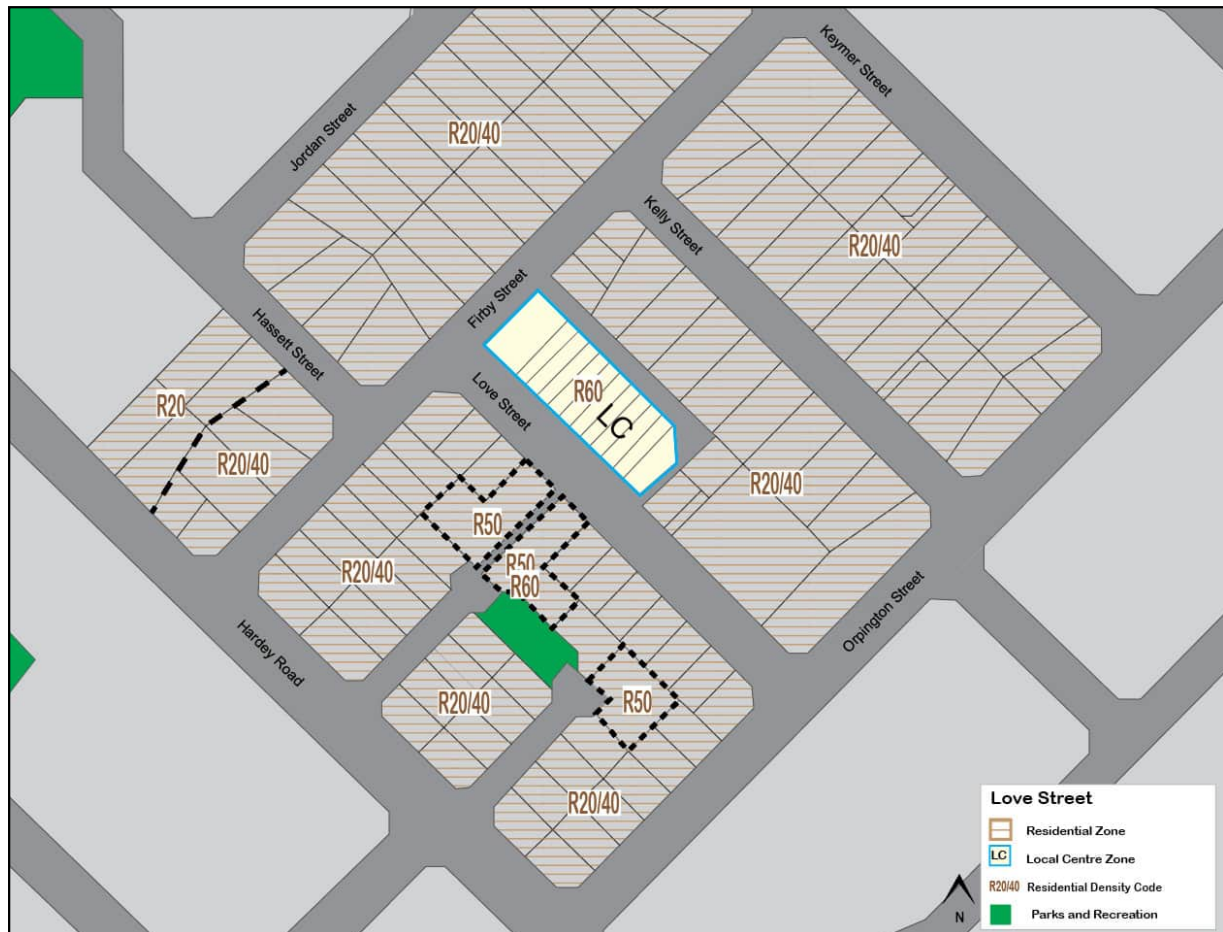 Keymer Street
Jordan Street
R20/40
Kelly Street
R20/40
Firby Street
Hassett Street
R60
LC
Love Street
R20
R20/40
R20/40
R50
R50
R60
R20/40
Orpington Street
Hardey Road
R20/40
R50
R20/40
Love Street
Residential Zone
LC Local Centre Zone
R20/40 Residential Density Code
Parks and Recreation
N